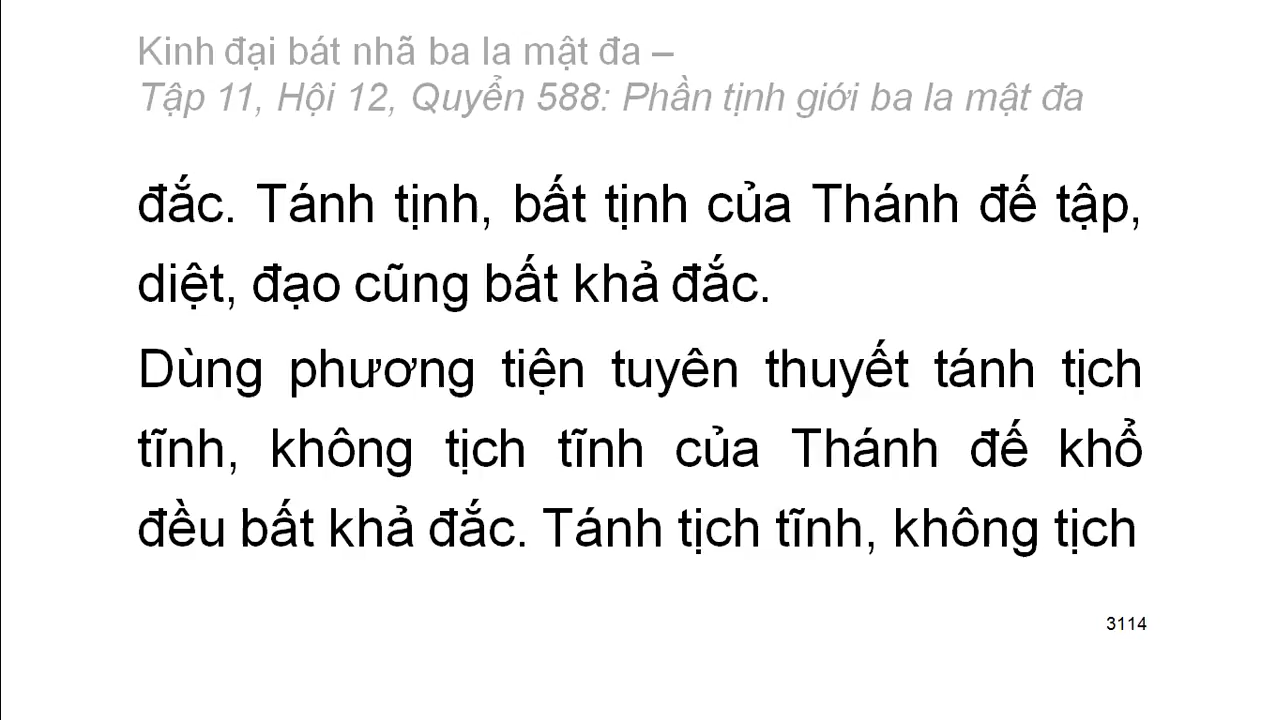 Kinh đại bát nhã ba la mật đa –
Tập 11, Hội 12, Quyển 588: Phần tịnh giới ba la mật đa
đắc. Tánh tịnh, bất tịnh của Thánh đế tập,
diệt, đạo cũng bất khả đắc.
Dùng phương tiện tuyên thuyết tánh tịch
tĩnh, không tịch tĩnh của Thánh đế khổ
đều bất khả đắc. Tánh tịch tĩnh, không tịch
3114